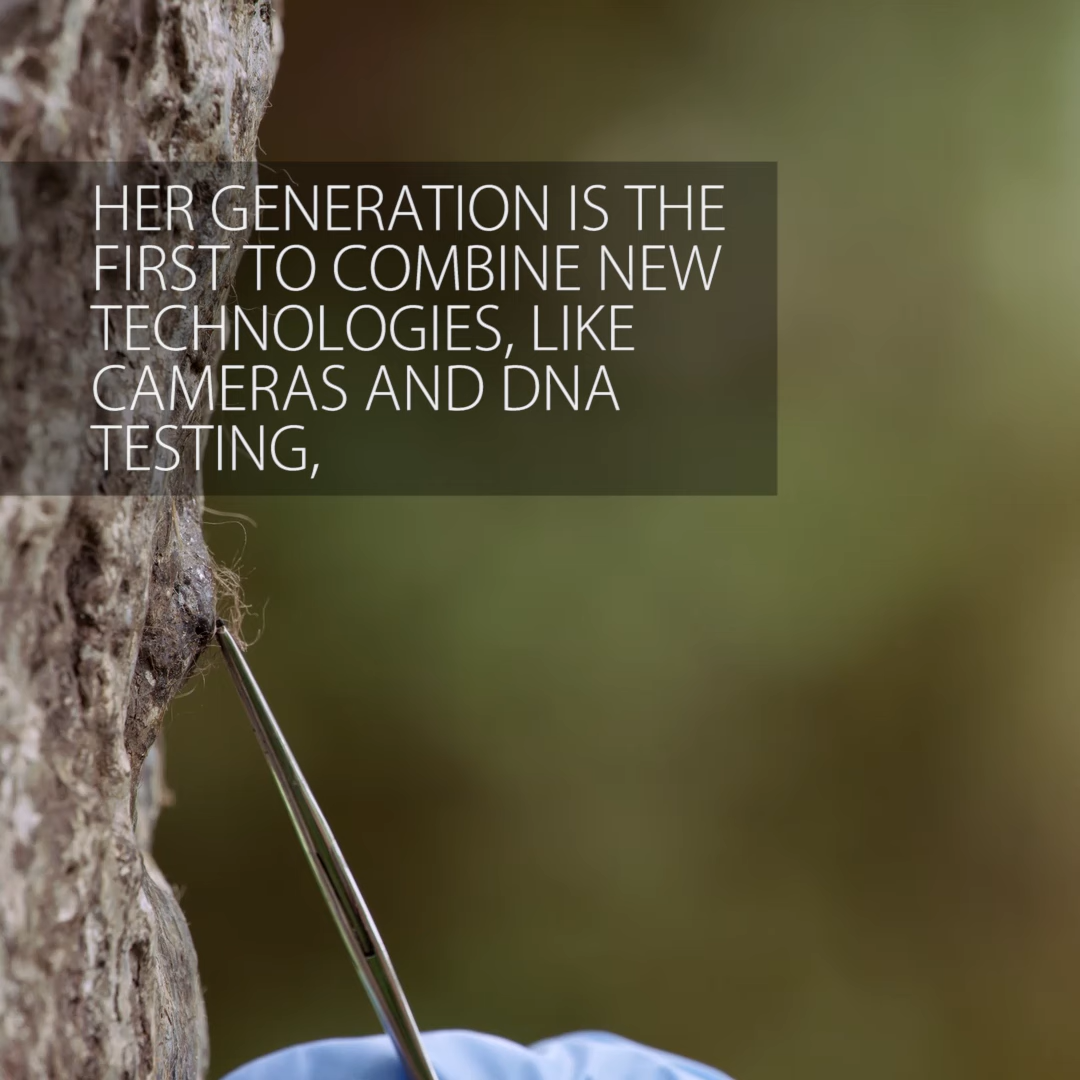 HER GENERATION IS THE
FIRST TO COMBINE NEW
TECHNOLOGIES, LIKE
CAMERAS AND DNA
TESTING,